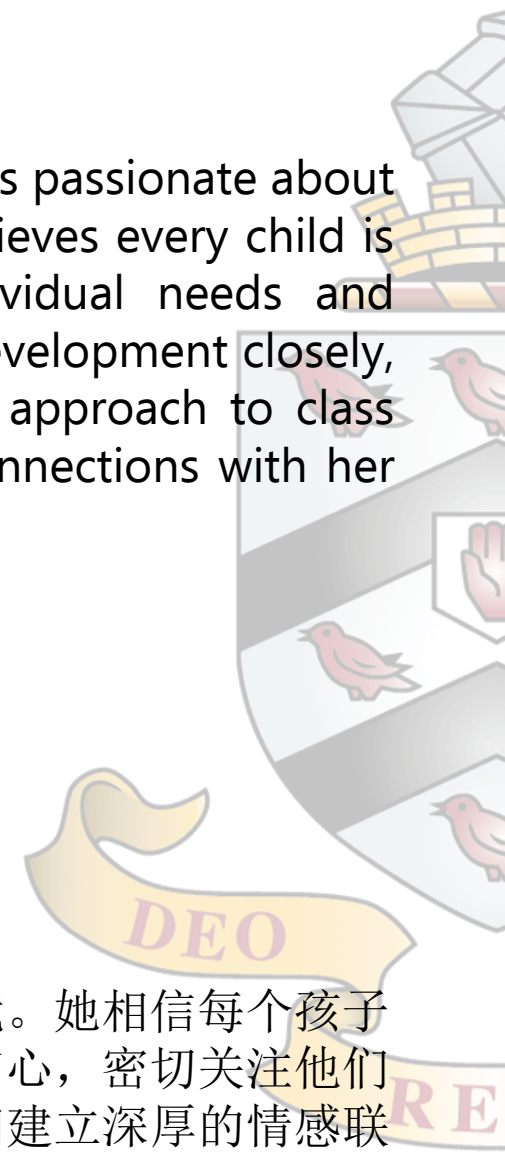 s passionate about
ieves every child is
vidual needs and
evelopment closely,
approach to class
nnections with her
DEO
。她相信每个孩子
心，密切关注他们
建立深厚的情感联
RE